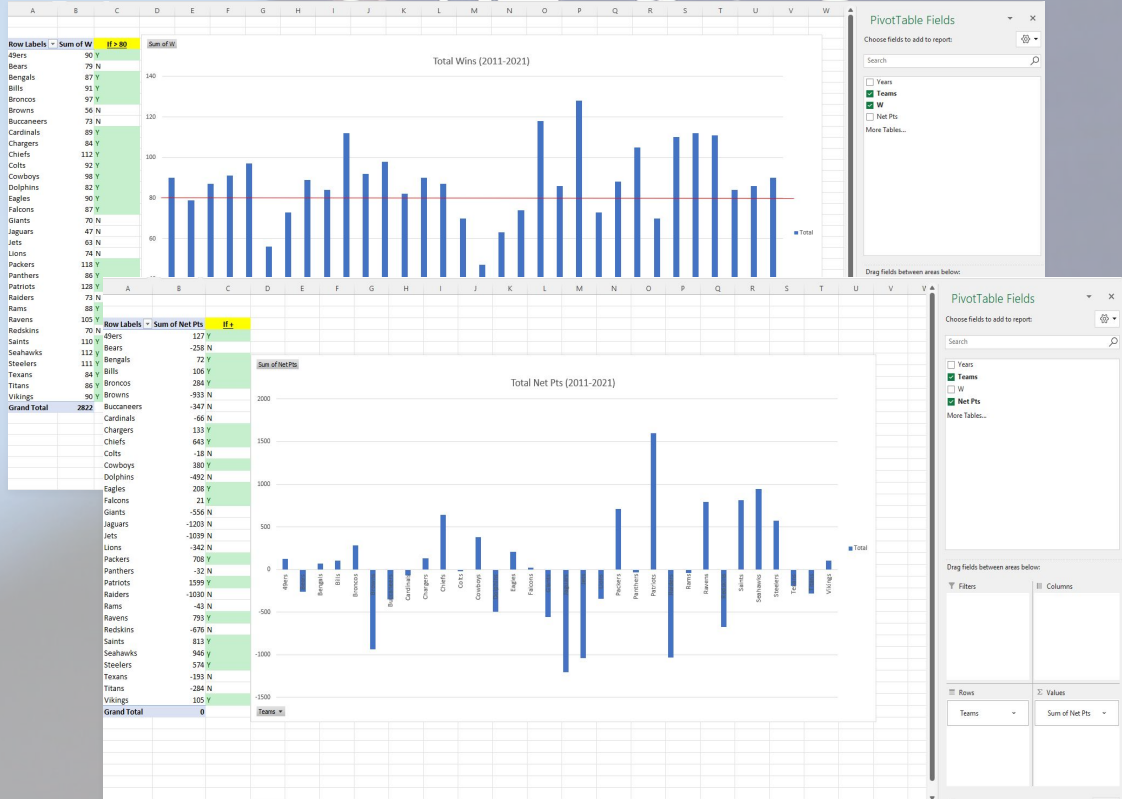 A B C D E F G H I J K L M N O P Q R S T U V W
Row Labels Sum of W If > 80
49ers 90 Y
Bears 79 N
Bengals 87 Y
Bills 91 Y
Broncos 97 Y
Browns 56 N
Buccaneers 73 N
Cardinals 89 Y
Chargers 84 Y
Chiefs 112 Y
Colts 92 Y
Cowboys 98 Y
Dolphins 82 Y
Eagles 90 Y
Falcons 87 Y
Giants 70 N
Jaguars 47 N
Jets 63 N
Lions 74 N
Packers 118 Y
Panthers 86 Y
Patriots 128 Y
Raiders 73 N
Rams 88 Y
Ravens 105 Y
Redskins 70 N
Saints 110 Y
Seahawks 112 y
Steelers 111 Y
Texans 84 Y
Titans 86 Y
Vikings 90 Y
Grand Total 2822
Sum of W
Total Wins (2011-2021)
140
120
100
80
60
Total
PivotTable Fields
Choose fields to add to report:
Search
Years
Teams
W
Net Pts
More Tables...
Drag fields between areas below:
A B C D E F G H I J K L M N O P Q R S T U V
Row Labels Sum of Net Pts If +
49ers 127 Y
Bears -258 N
Bengals 72 Y
Bills 106 Y
Broncos 284 Y
Browns -933 N
Buccaneers -347 N
Cardinals -66 N
Chargers 133 Y
Chiefs 643 Y
Colts -18 N
Cowboys 380 Y
Dolphins -492 N
Eagles 208 Y
Falcons 21 Y
Giants -556 N
Jaguars -1203 N
Jets -1039 N
Lions -342 N
Packers 708 Y
Panthers -32 N
Patriots 1599 Y
Raiders -1030 N
Rams -43 N
Ravens 793 Y
Redskins -676 N
Saints 813 Y
Seahawks 946 y
Steelers 574 Y
Texans -193 N
Titans -284 N
Vikings 105 Y
Grand Total 0
Sum of Net Pts
Total Net Pts (2011-2021)
2000
1500
1000
500
0
-500
-1000
-1500
49ers
Bengals
Bills
Broncos
Cardinals
Chargers
Chiefs
Colts
Cowboys
Eagles
Falcons
Packers
Panthers
Patriots
Rams
Ravens
Saints
Seahawks
Steelers
Vikings
Total
Teams
PivotTable Fields
Choose fields to add to report:
Search
Years
Teams
W
Net Pts
More Tables...
Drag fields between areas below:
Filters
Columns
Rows
Values
Teams
Sum of Net Pts